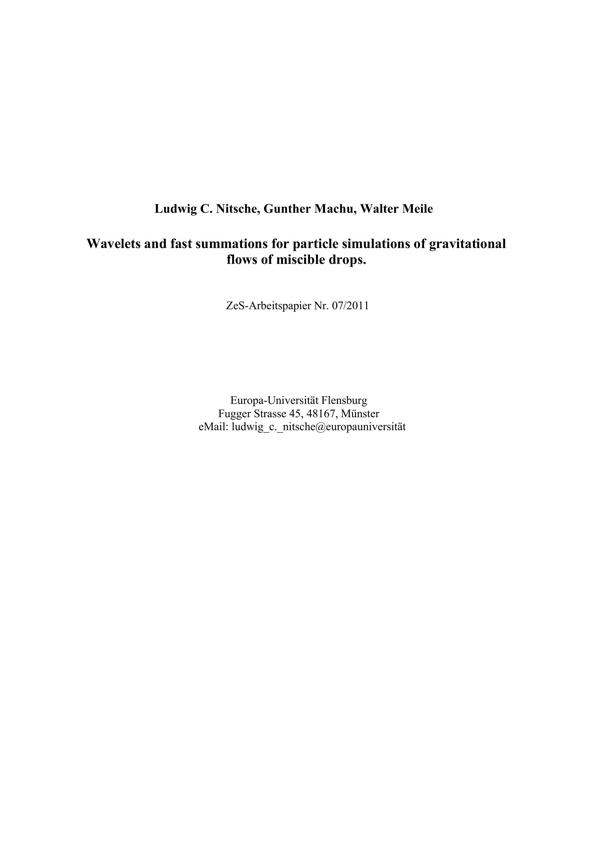 Ludwig C. Nitsche, Gunther Machu, Walter Meile
Wavelets and fast summations for particle simulations of gravitational
flows of miscible drops.
ZeS-Arbeitspapier Nr. 07/2011
Europa-Universität Flensburg
Fugger Strasse 45, 48167, Münster
eMail: ludwig_c._nitsche@europauniversität